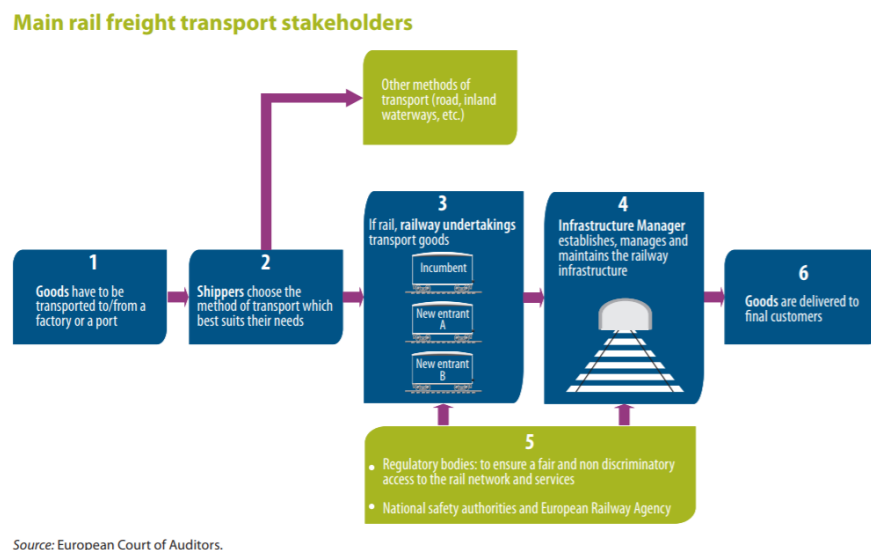 Main rail freight transport stakeholders
Other methods of
transport (road, inland
waterways, etc.)
1
Goods have to be
transported to/from a
factory or a port
2
Shippers choose the
method of transport which
best suits their needs
3
If rail, railway undertakings
transport goods
Incumbent
New entrant
A
New entrant
B
4
Infrastructure Manager
establishes, manages and
maintains the railway
infrastructure
6
Goods are delivered to
final customers
5
• Regulatory bodies: to ensure a fair and non discriminatory
access to the rail network and services
• National safety authorities and European Railway Agency
Source: European Court of Auditors.